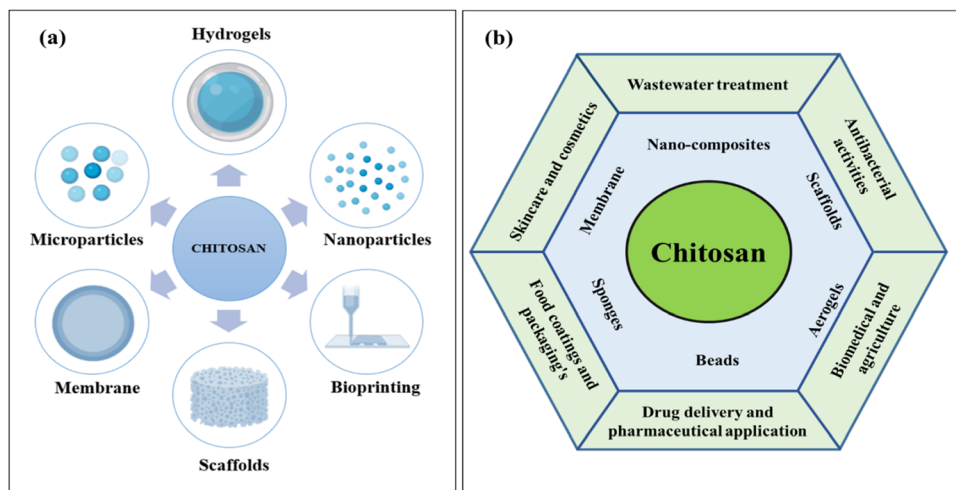 (a)
Hydrogels
Microparticles
CHITOSAN
Nanoparticles
Membrane
Bioprinting
Scaffolds
(b)
Wastewater treatment
Skincare and cosmetics
Antibacterial
activities
Nano-composites
Membrane
Scaffolds
Chitosan
Sponges
Aerogels
Beads
Food coatings and
packaging's
Biomedical and
agriculture
Drug delivery and
pharmaceutical application